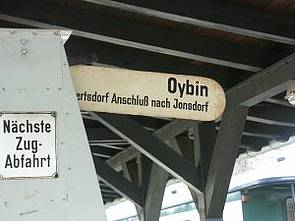 Oybin
ertsdorf Anschluß nach Jonsdorf
Nächste
Zug-
Abfahrt